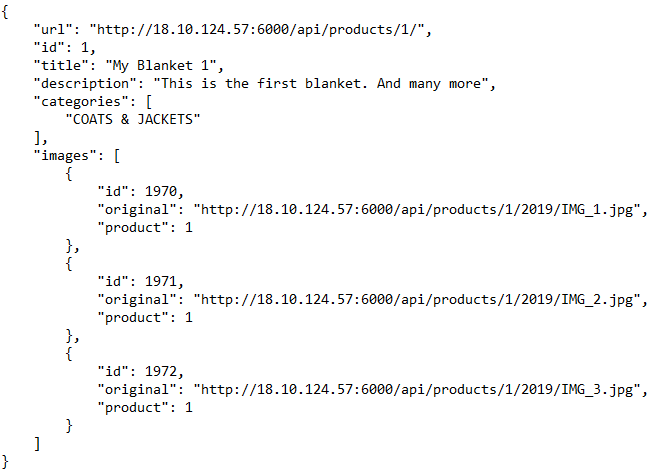 {
    "url": "http://18.10.124.57:6000/api/products/1/",
    "id": 1,
    "title": "My Blanket 1",
    "description": "This is the first blanket. And many more",
    "categories": [
        "COATS & JACKETS"
    ],
    "images": [
        {
            "id": 1970,
            "original": "http://18.10.124.57:6000/api/products/1/2019/IMG_1.jpg",
            "product": 1
        },
        {
            "id": 1971,
            "original": "http://18.10.124.57:6000/api/products/1/2019/IMG_2.jpg",
            "product": 1
        },
        {
            "id": 1972,
            "original": "http://18.10.124.57:6000/api/products/1/2019/IMG_3.jpg",
            "product": 1
        }
    ]
}